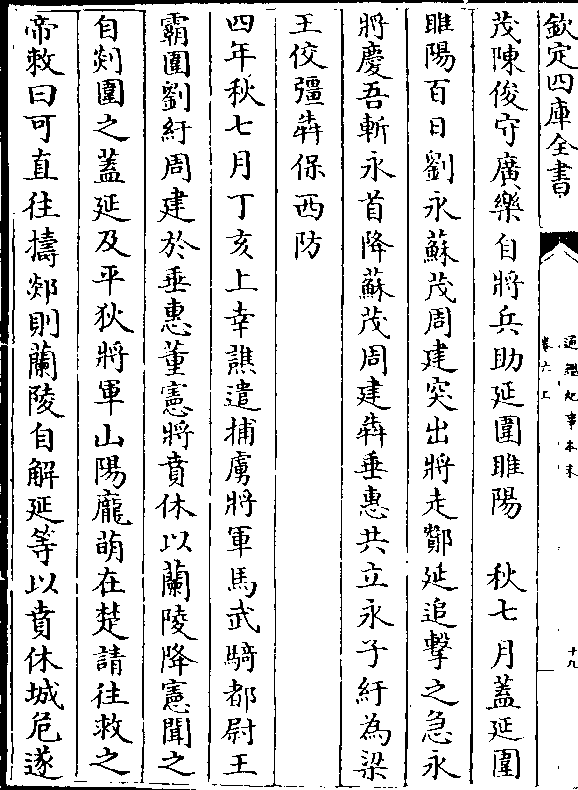 欽定四庫全書
通鑑紀事本末
卷六上
十九
茂陳俊守廣樂自將兵助延圍睢陽　秋七月蓋延圍
睢陽百日劉永蘇茂周建突出將走酇延追擊之急永
將慶吾斬永首降蘇茂周建犇垂惠共立永子紆為梁
王佼彊犇保西防
四年秋七月丁亥上幸譙遣捕虜將軍馬武騎都尉王
霸圍劉紆周建於垂惠董憲將賁休以蘭陵降憲聞之
自郯圍之蓋延及平狄將軍山陽龐萌在楚請往救之
帝敕曰可直往擣郯則蘭陵自解延等以賁休城危遂